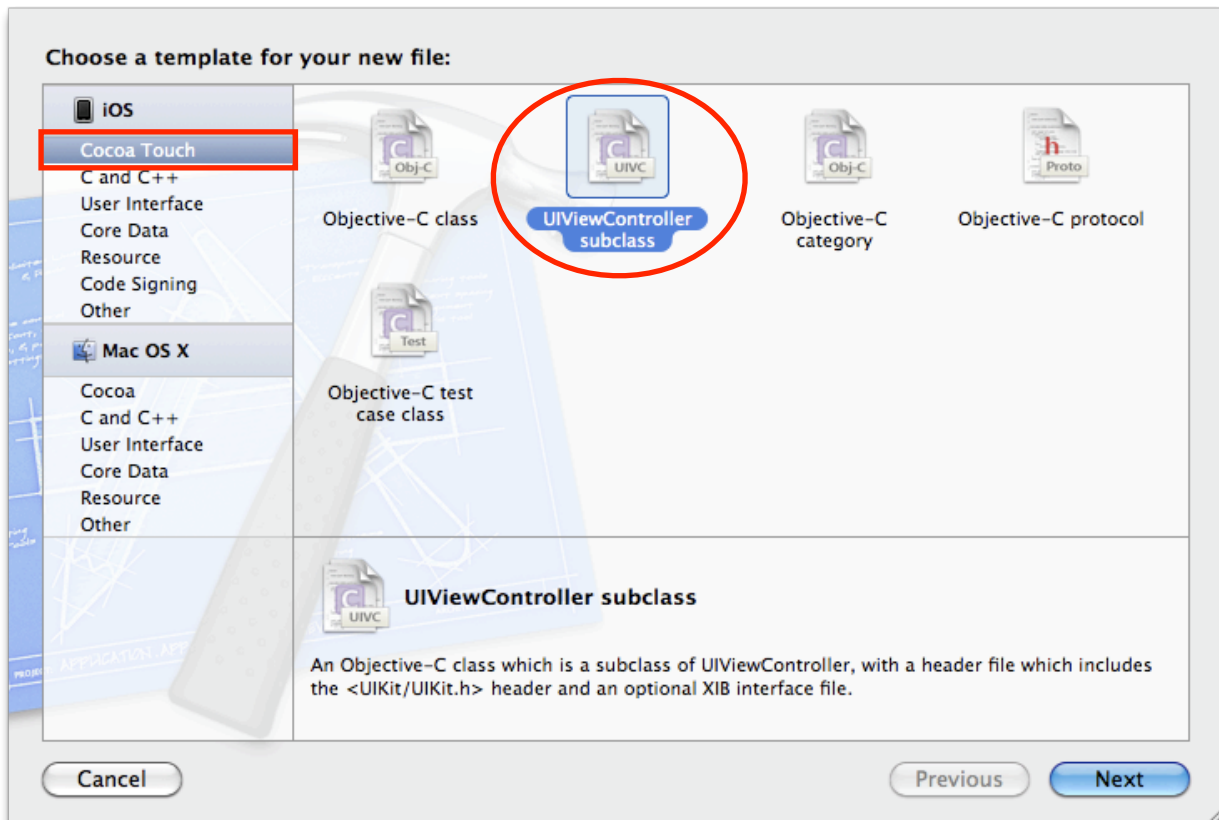 Choose a template for your new file:
iOS
Cocoa Touch
C and C++
User Interface
Core Data
Resource
Code Signing
Other
Mac OS X
Cocoa
C and C++
User Interface
Core Data
Resource
Other
C
Obj-C
Objective-C class
C
UIVC
UIViewController
subclass
C
Obj-C
Objective-C
category
h
Proto
Objective-C protocol
C
Test
Objective-C test
case class
C
UIVC
UIViewController subclass
An Objective-C class which is a subclass of UIViewController, with a header file which includes
the <UIKit/UIKit.h> header and an optional XIB interface file.
Cancel
Previous
Next